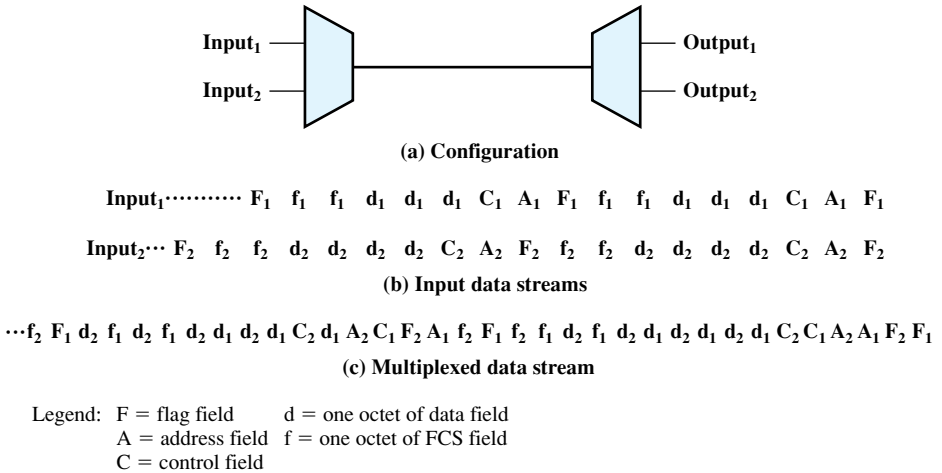 Input₁ Output₁
Input₂ Output₂
(a) Configuration
Input₁··········· F₁ f₁ f₁ d₁ d₁ d₁ C₁ A₁ F₁ f₁ f₁ d₁ d₁ d₁ C₁ A₁ F₁
Input₂··· F₂ f₂ f₂ d₂ d₂ d₂ d₂ C₂ A₂ F₂ f₂ f₂ d₂ d₂ d₂ d₂ C₂ A₂ F₂
(b) Input data streams
···f₂ F₁ d₂ f₁ d₂ f₁ d₂ d₁ d₂ d₁ C₂ d₁ A₂ C₁ F₂ A₁ f₂ F₁ f₂ f₁ d₂ f₁ d₂ d₁ d₂ d₁ d₂ d₁ C₂ C₁ A₂ A₁ F₂ F₁
(c) Multiplexed data stream
Legend: F = flag field d = one octet of data field
A = address field f = one octet of FCS field
C = control field